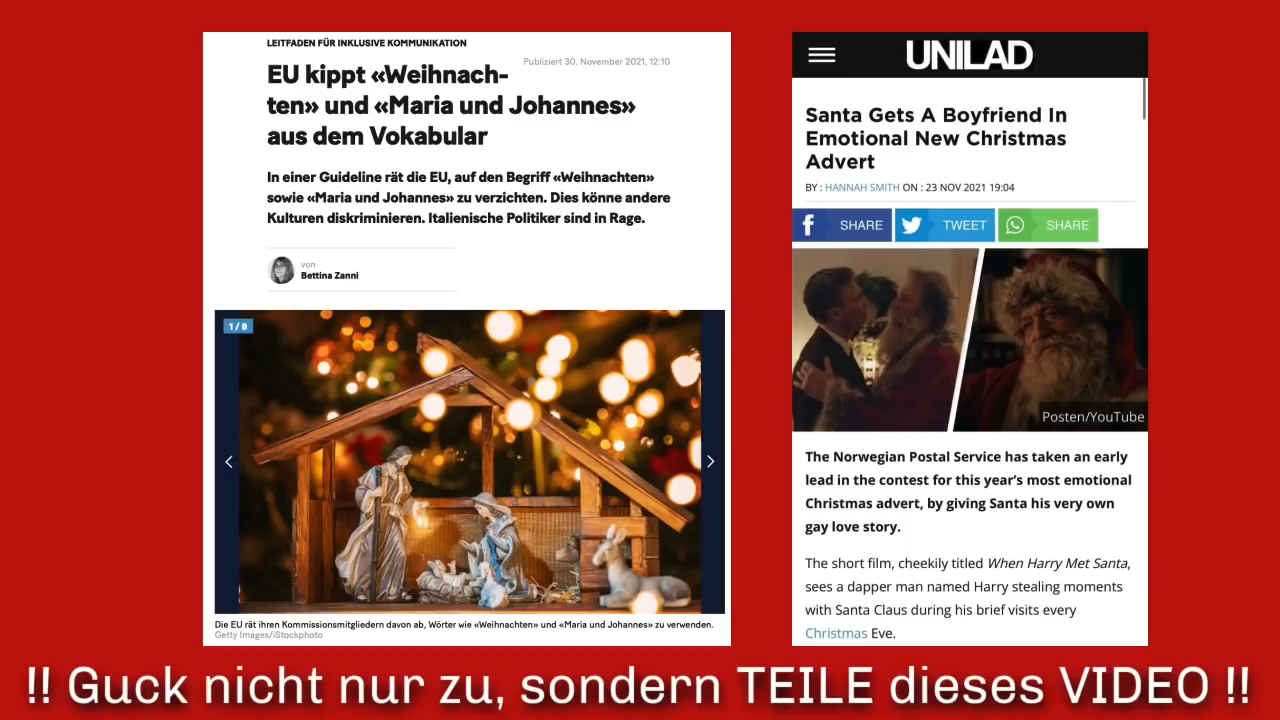 LEITFADEN FÜR INKLUSIVE KOMMUNIKATION
Publiziert 30. November 2021, 12:10
EU kippt «Weihnach-
ten» und «Maria und Johannes»
aus dem Vokabular
In einer Guideline rät die EU, auf den Begriff «Weihnachten»
sowie «Maria und Johannes» zu verzichten. Dies könne andere
Kulturen diskriminieren. Italienische Politiker sind in Rage.
von
Bettina Zanni
1 / 8
Die EU rät ihren Kommissionsmitgliedern davon ab, Wörter wie «Weihnachten» und «Maria und Johannes» zu verwenden.
Getty Images/iStockphoto
UNILAD
Santa Gets A Boyfriend In
Emotional New Christmas
Advert
BY : HANNAH SMITH ON : 23 NOV 2021 19:04
SHARE TWEET SHARE
Posten/YouTube
The Norwegian Postal Service has taken an early
lead in the contest for this year's most emotional
Christmas advert, by giving Santa his very own
gay love story.
The short film, cheekily titled When Harry Met Santa,
sees a dapper man named Harry stealing moments
with Santa Claus during his brief visits every
Christmas Eve.
!! Guck nicht nur zu, sondern TEILE dieses VIDEO !!